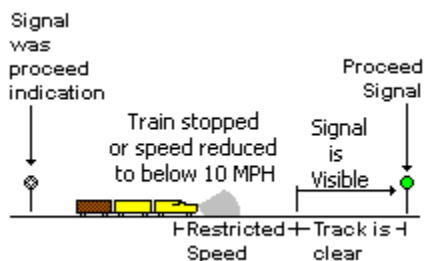 Signal
was
proceed
indication
Proceed
Signal
Train stopped
or speed reduced
to below 10 MPH
Signal
is
Visible
Restricted
Speed
Track is
clear